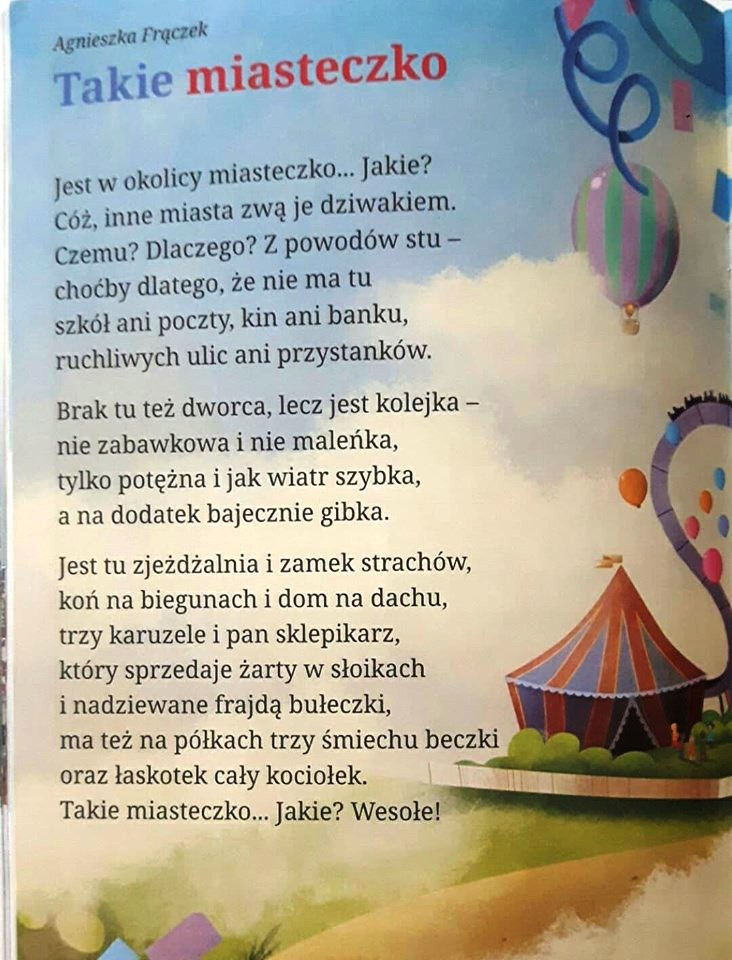 Agnieszka Frączek
Takie miasteczko
Jest w okolicy miasteczko... Jakie?
Cóż, inne miasta zwą je dziwakiem.
Czemu? Dlaczego? Z powodów stu –
choćby dlatego, że nie ma tu
szkół ani poczty, kin ani banku,
ruchliwych ulic ani przystanków.
Brak tu też dworca, lecz jest kolejka –
nie zabawkowa i nie maleńka,
tylko potężna i jak wiatr szybka,
a na dodatek bajecznie gibka.
Jest tu zjeżdżalnia i zamek strachów,
koń na biegunach i dom na dachu,
trzy karuzele i pan sklepikarz,
który sprzedaje żarty w słoikach
i nadziewane frajdą bułeczki,
ma też na półkach trzy śmiechu beczki
oraz łaskotek cały kociołek.
Takie miasteczko... Jakie? Wesołe!